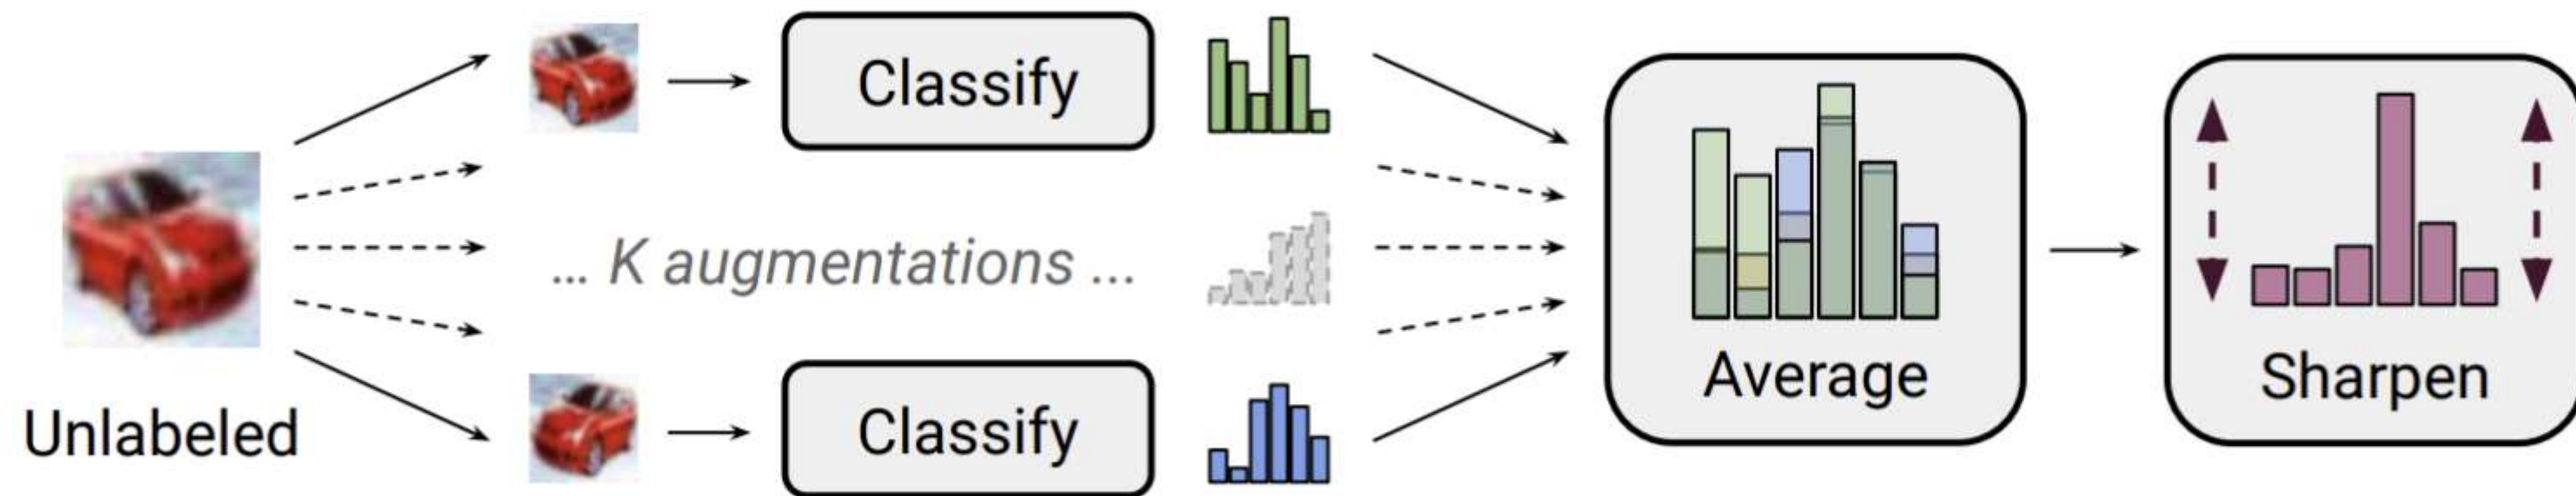 Unlabeled
Classify
... K augmentations ...
Classify
Average
Sharpen